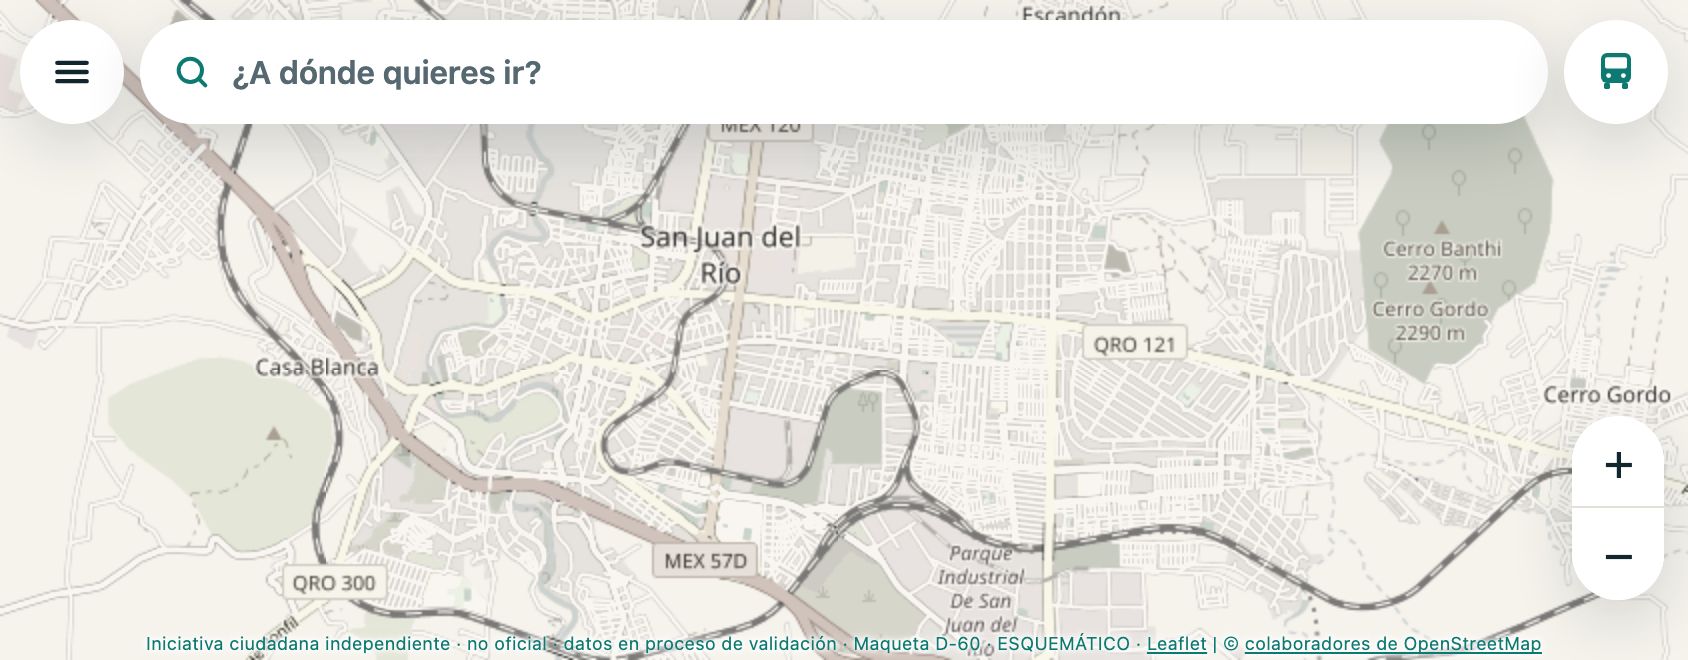 Escandón
¿A dónde quieres ir?
MEX 120
San Juan del
Río
Cerro Banthi
2270 m
Cerro Gordo
2290 m
QRO 121
Casa Blanca
Cerro Gordo
+
−
MEX 57D
Parque
Industrial
De San
Juan del
Río
QRO 300
Iniciativa ciudadana independiente · no oficial · datos en proceso de validación · Maqueta D-60 · ESQUEMÁTICO · Leaflet | © colaboradores de OpenStreetMap